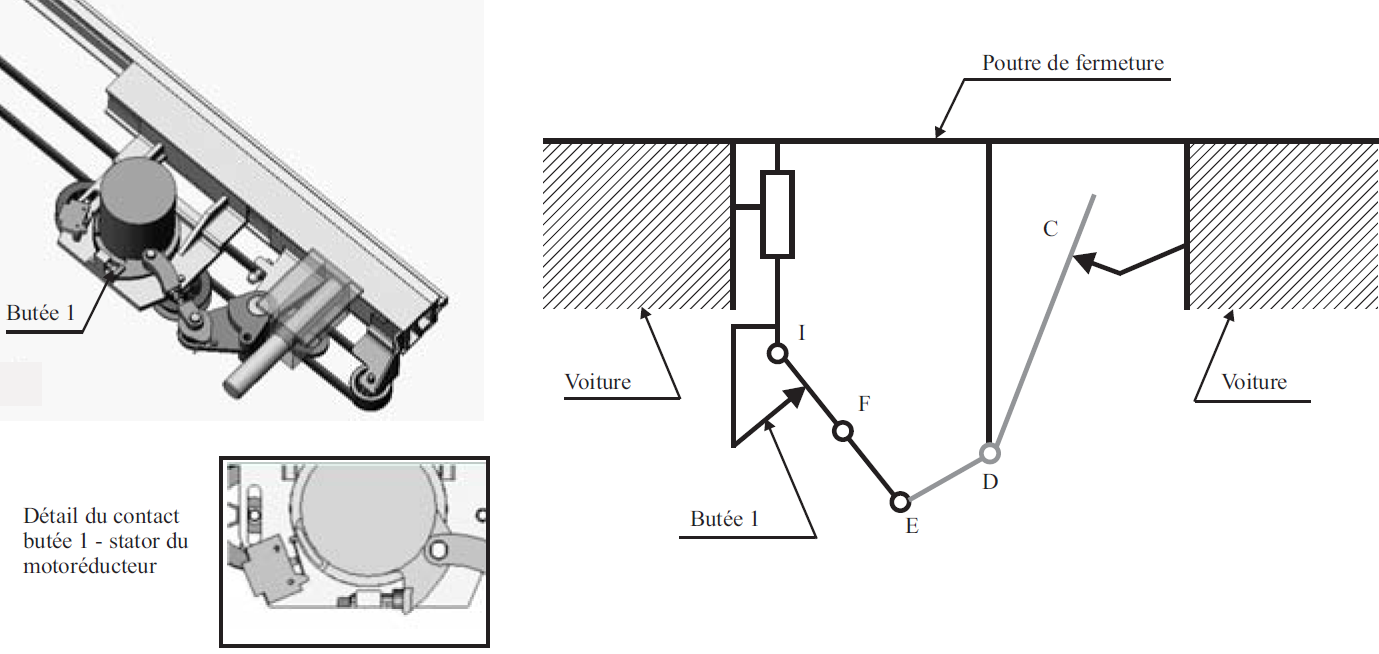 Poutre de fermeture
C
Butée 1
I
Voiture
Voiture
F
D
Butée 1
E
Détail du contact
butée 1 - stator du
motoréducteur